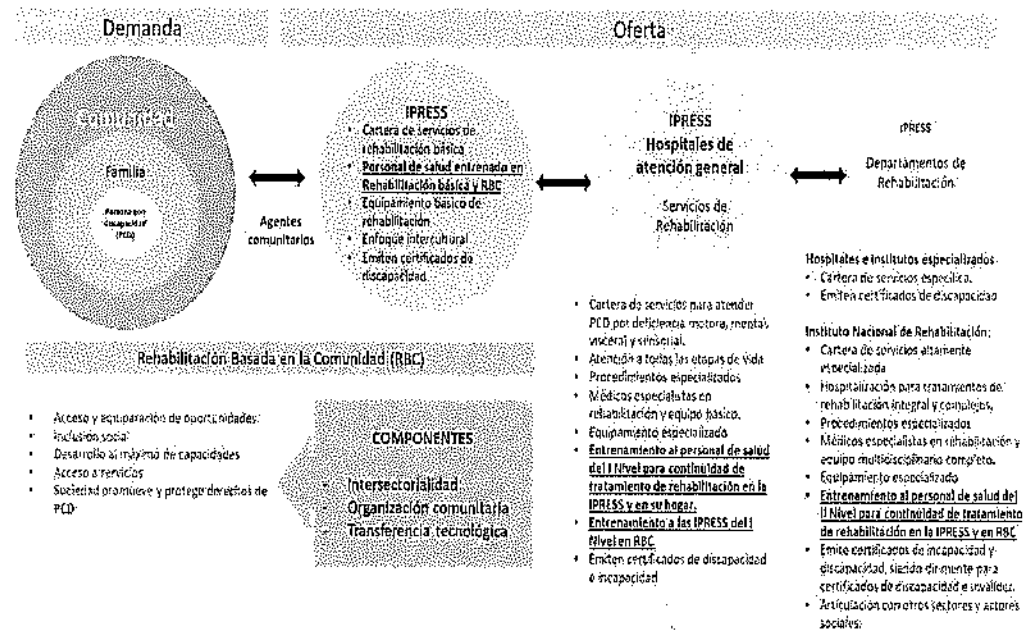 Demanda
Oferta
Comunidad
Familia
Persona con
discapacidad
(PCD)
Agentes
comunitarios
IPRESS
• Cartera de servicios de
rehabilitación básica
• Personal de salud entrenado en
Rehabilitación básica y RBC
• Equipamiento básico de
rehabilitación
• Enfoque intercultural
• Emiten certificados de
discapacidad
IPRESS
Hospitales de
atención general
Servicios de
Rehabilitación
• Cartera de servicios para atender
PCD por deficiencia motora, mental,
visceral y sensorial.
• Atención a todas las etapas de vida
• Procedimientos especializados
• Médicos especialistas en
rehabilitación y equipo básico.
• Equipamiento especializado
• Entrenamiento al personal de salud
del I Nivel para continuidad de
tratamiento de rehabilitación en la
IPRESS y en su hogar.
• Entrenamiento a las IPRESS del I
Nivel en RBC
• Emiten certificados de discapacidad
e incapacidad
IPRESS
Departamentos de
Rehabilitación
Hospitales e institutos especializados
• Cartera de servicios específica.
• Emiten certificados de discapacidad
Instituto Nacional de Rehabilitación:
• Cartera de servicios altamente
especializada
• Hospitalización para tratamientos de
rehabilitación integral y complejos,
• Procedimientos especializados
• Médicos especialistas en rehabilitación y
equipo multidisciplinario completo.
• Equipamiento especializado
• Entrenamiento al personal de salud del
II Nivel para continuidad de tratamiento
de rehabilitación en la IPRESS y en RBC
• Emite certificados de incapacidad y
discapacidad, siendo dirimente para
certificados de discapacidad e invalidez.
• Articulación con otros sectores y actores
sociales.
Rehabilitación Basada en la Comunidad (RBC)
• Acceso y equiparación de oportunidades
• Inclusión social
• Desarrollo al máximo de capacidades
• Acceso a servicios
• Sociedad promueve y protege derechos de
PCD
COMPONENTES
• Intersectorialidad
• Organización comunitaria
• Transferencia tecnológica